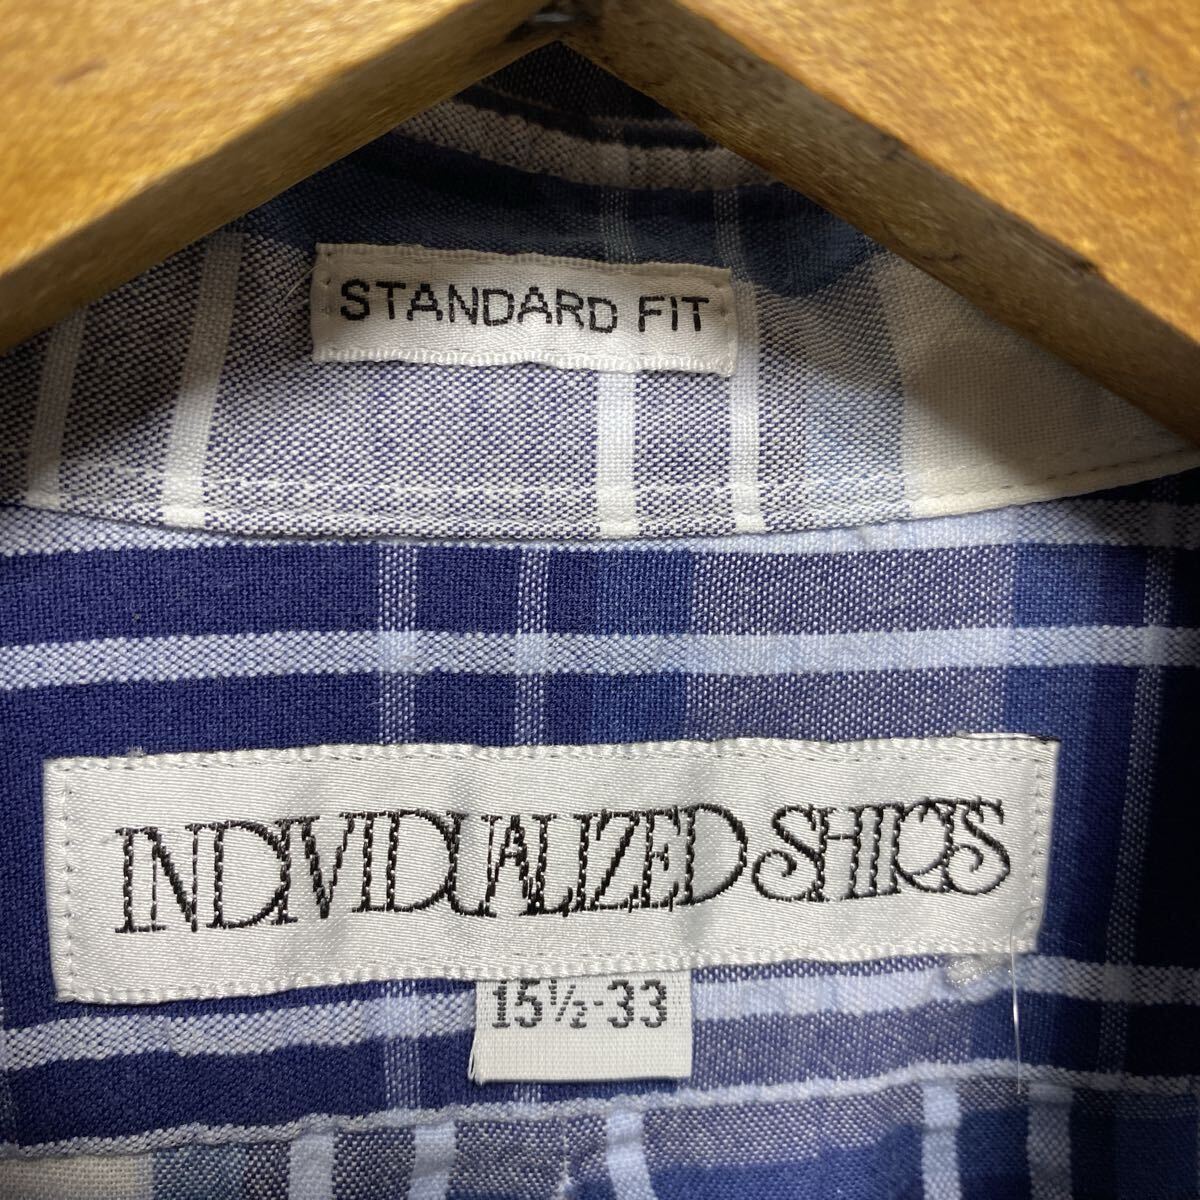 STANDARD FIT
INDIVIDUALIZED SHIRTS
15½-33